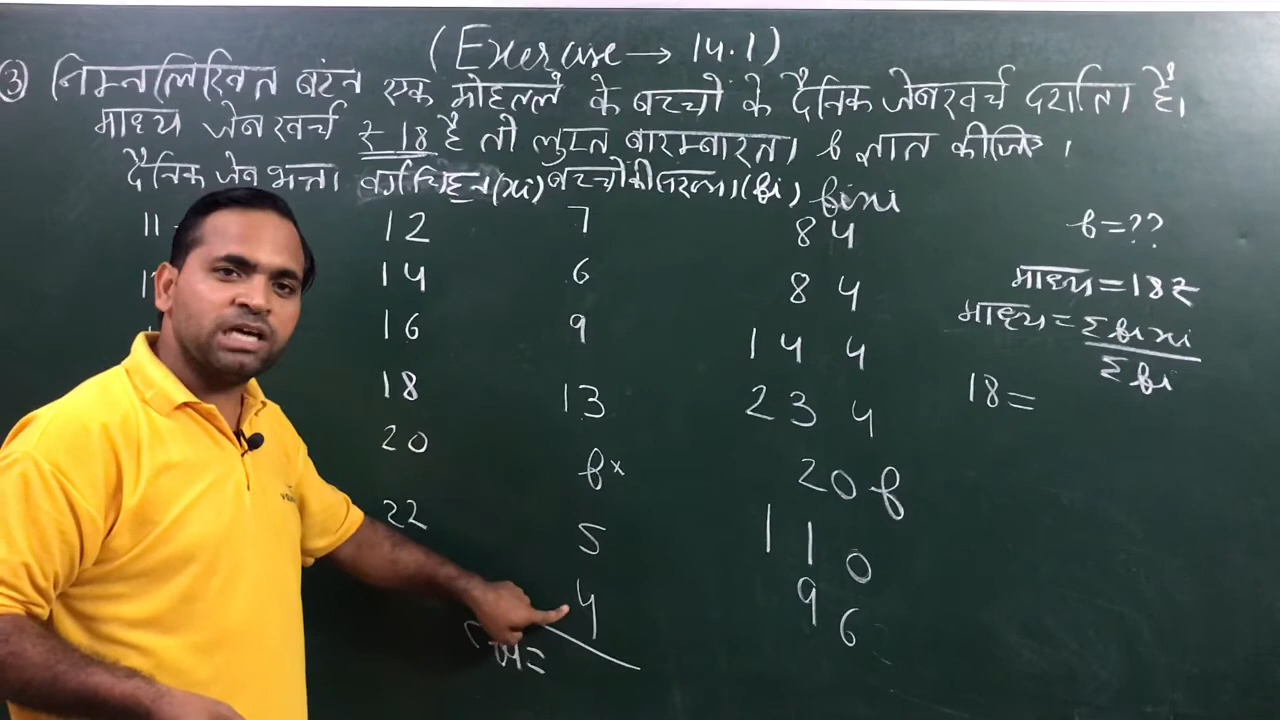 (Exercise → 14.1)
③ निम्नलिखित बंटन एक मोहल्ले के बच्चों के दैनिक जेबखर्च दर्शाता है।
माध्य जेबखर्च ₹ 18 है तो लुप्त बारम्बारता f ज्ञात कीजिए।
दैनिक जेब भत्ता वर्ग चिह्न (xi) बच्चों की संख्या (fi) fixi
11- 12 7 84
14 6 84
16 9 144
18 13 234
20 f× 20f
22 5 110
4 96
f=??
माध्य=18₹
माध्य= Σfixi
Σfi
18=